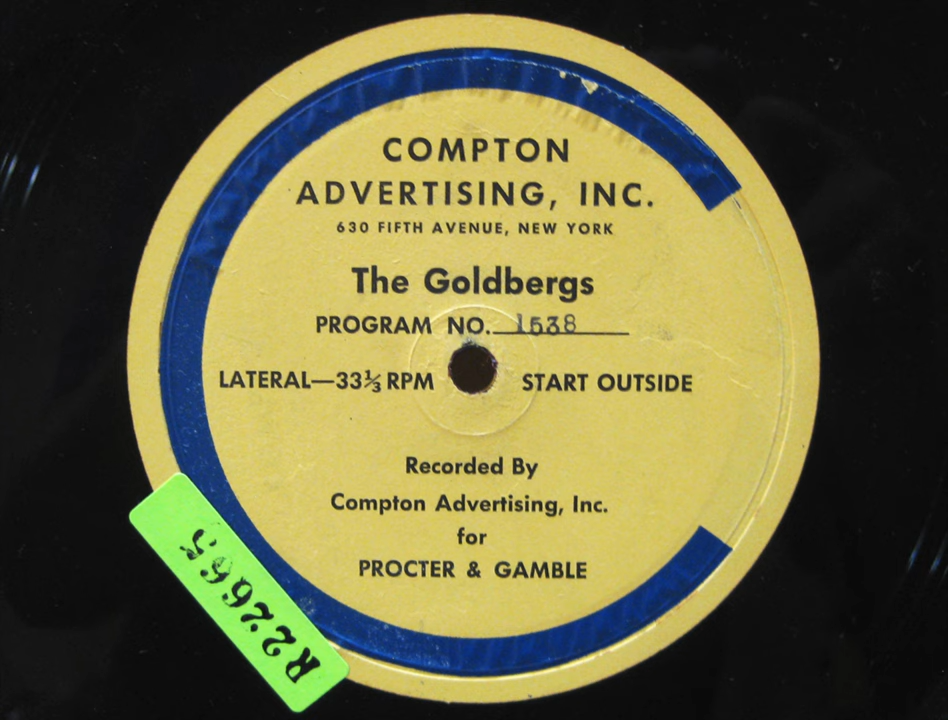 COMPTON
ADVERTISING, INC.
630 FIFTH AVENUE, NEW YORK
The Goldbergs
PROGRAM NO. 1538
LATERAL—33⅓ RPM START OUTSIDE
Recorded By
Compton Advertising, Inc.
for
PROCTER & GAMBLE
R22665